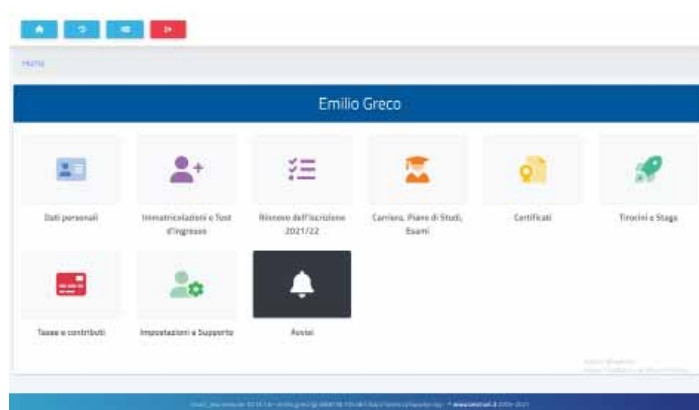 Home
Emilio Greco
Dati personali
Immatricolazioni e Test
d'ingresso
Rinnovo dell'iscrizione
2021/22
Carriera, Piano di Studi,
Esami
Certificati
Tirocini e Stage
Tasse e contributi
Impostazioni e Supporto
Avvisi